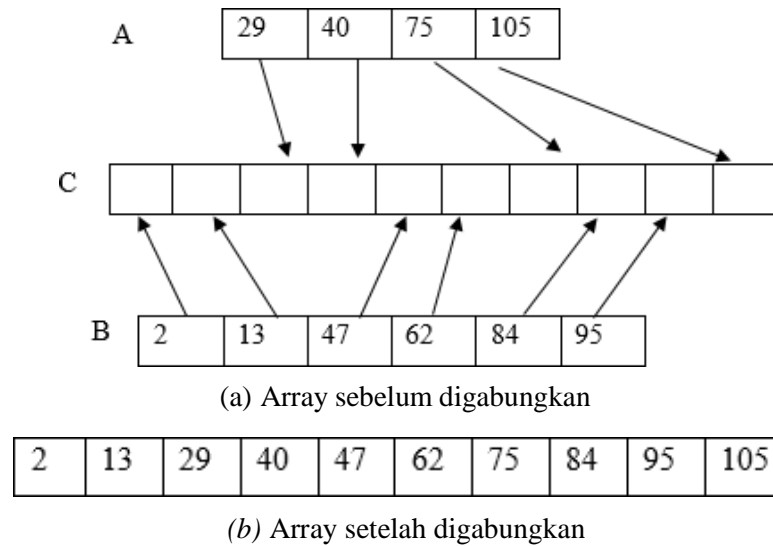 A 29 40 75 105
C
B 2 13 47 62 84 95
(a) Array sebelum digabungkan
2 13 29 40 47 62 75 84 95 105
(b) Array setelah digabungkan